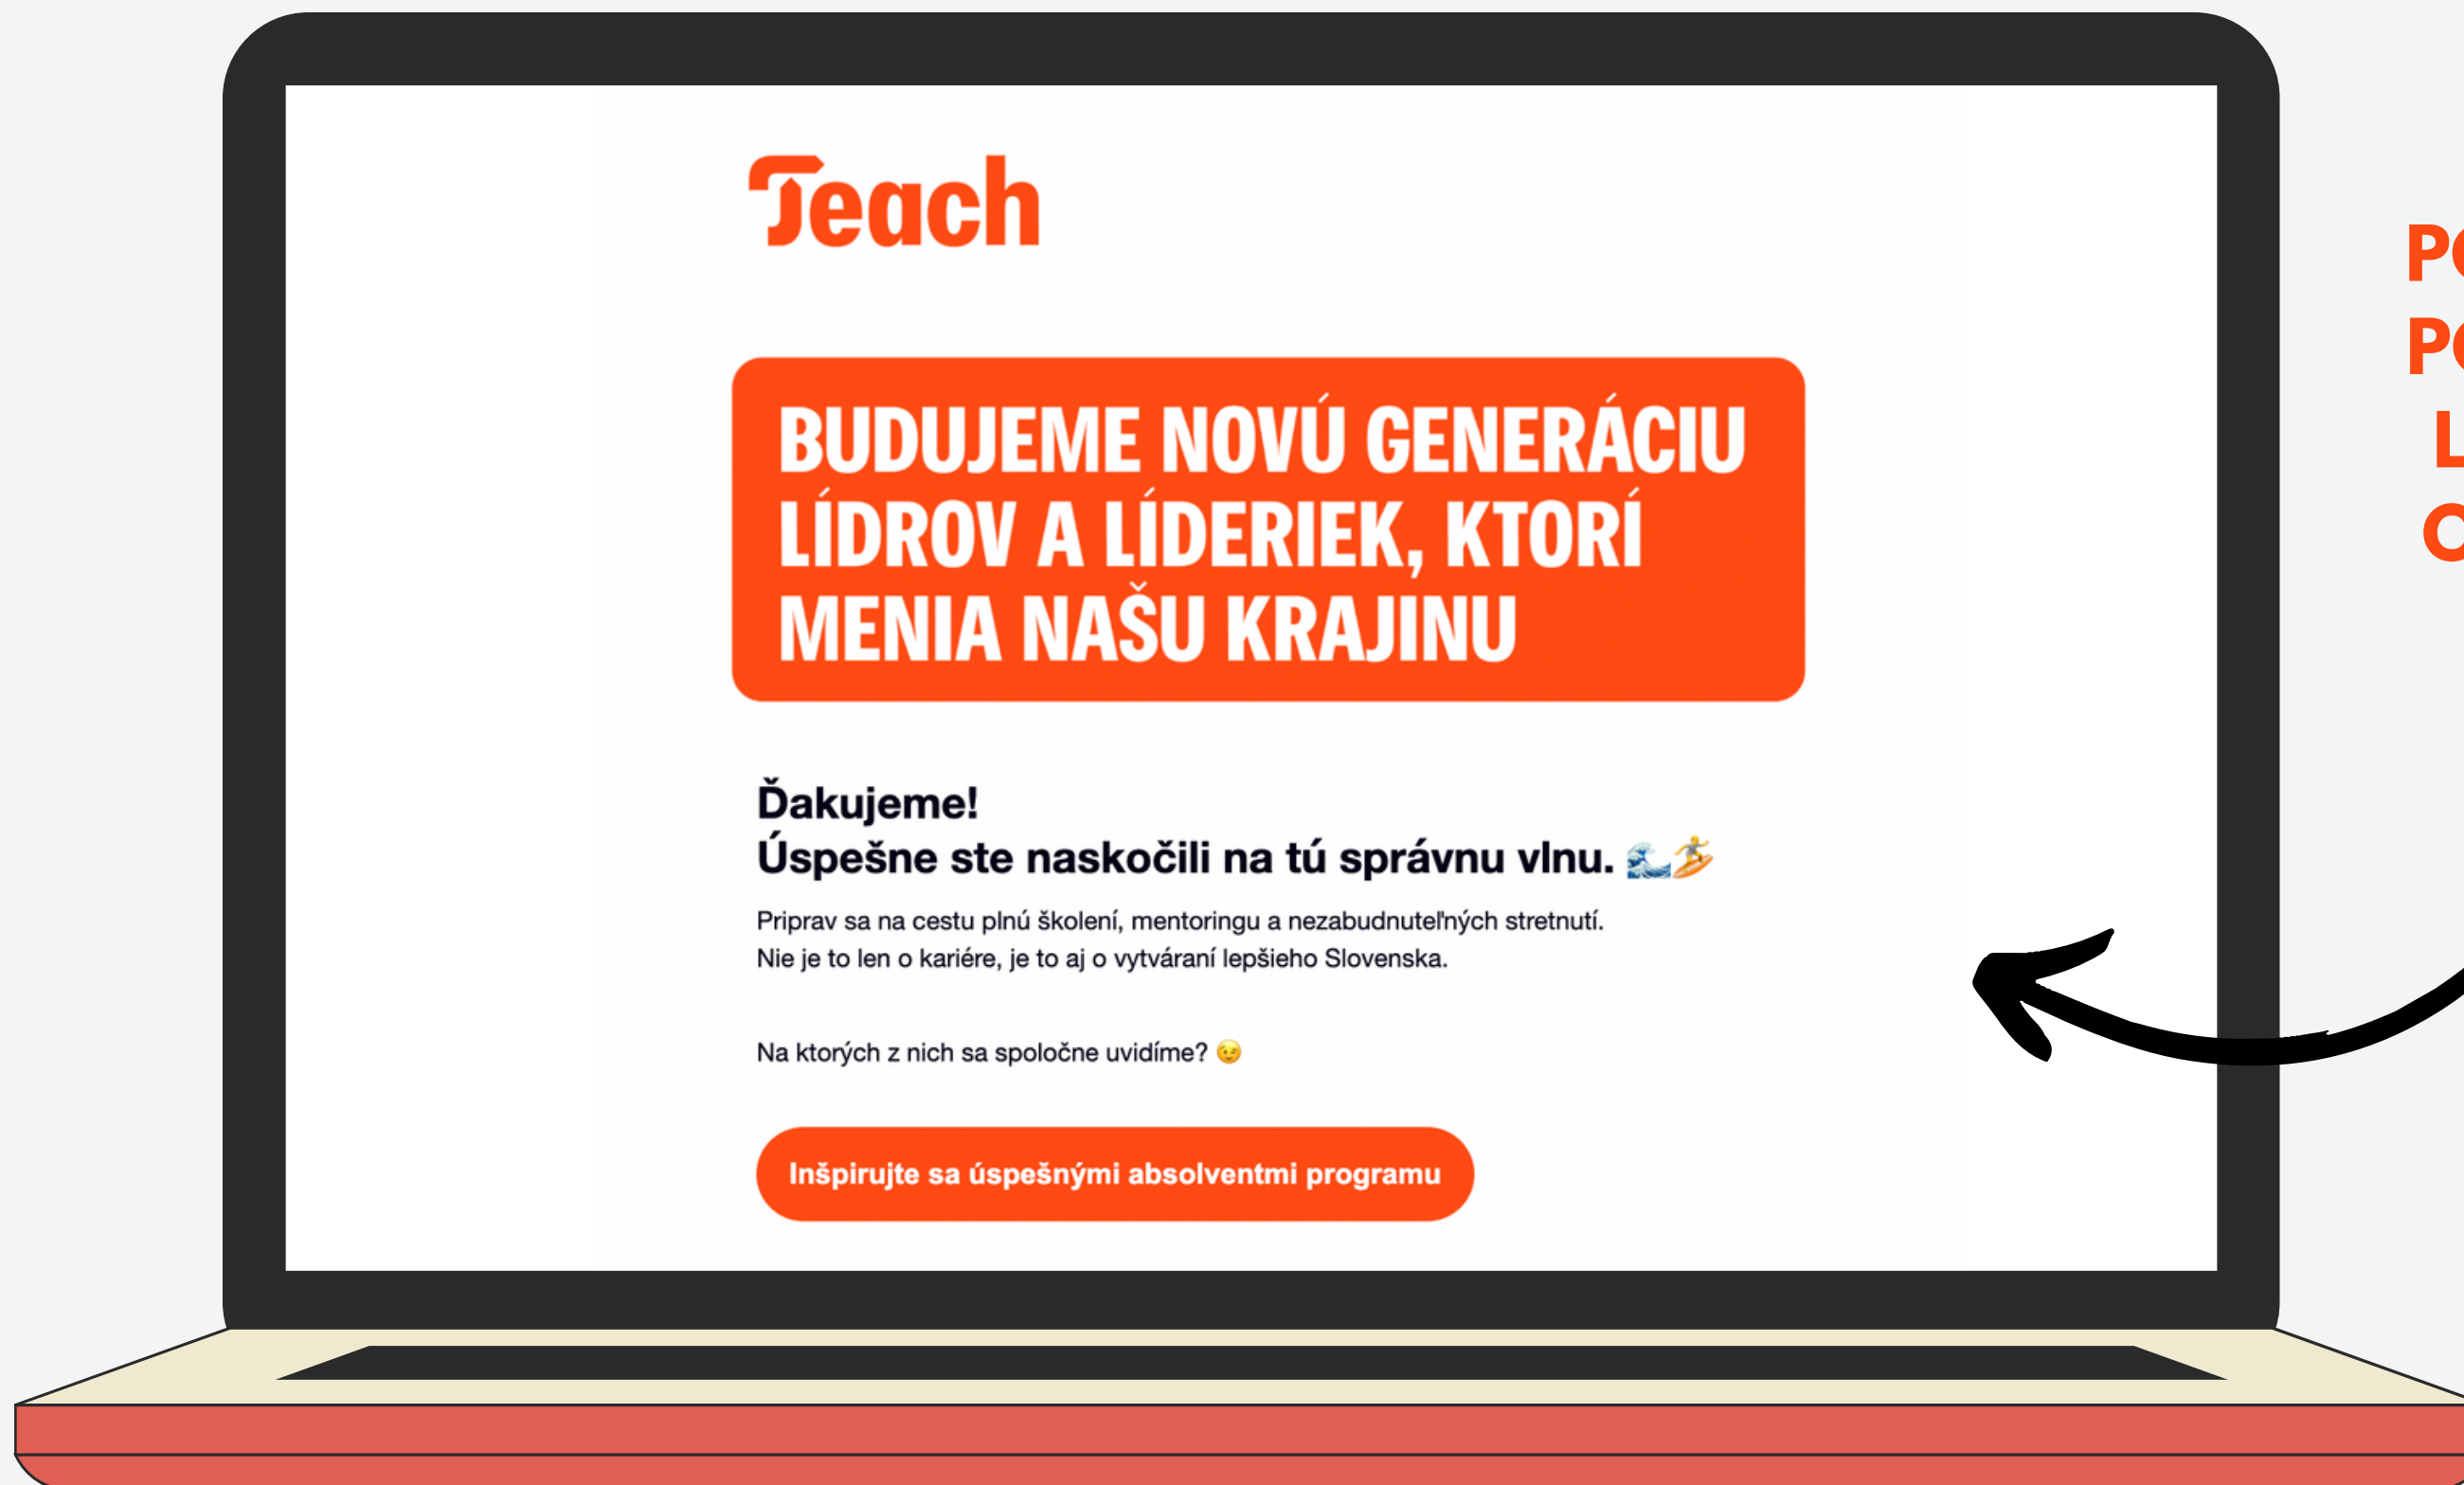 Teach
BUDUJEME NOVÚ GENERÁCIU
LÍDROV A LÍDERIEK, KTORÍ
MENIA NAŠU KRAJINU
Ďakujeme!
Úspešne ste naskočili na tú správnu vlnu. 🌊🏄
Priprav sa na cestu plnú školení, mentoringu a nezabudnuteľných stretnutí.
Nie je to len o kariére, je to aj o vytváraní lepšieho Slovenska.
Na ktorých z nich sa spoločne uvidíme? 😉
Inšpirujte sa úspešnými absolventmi programu